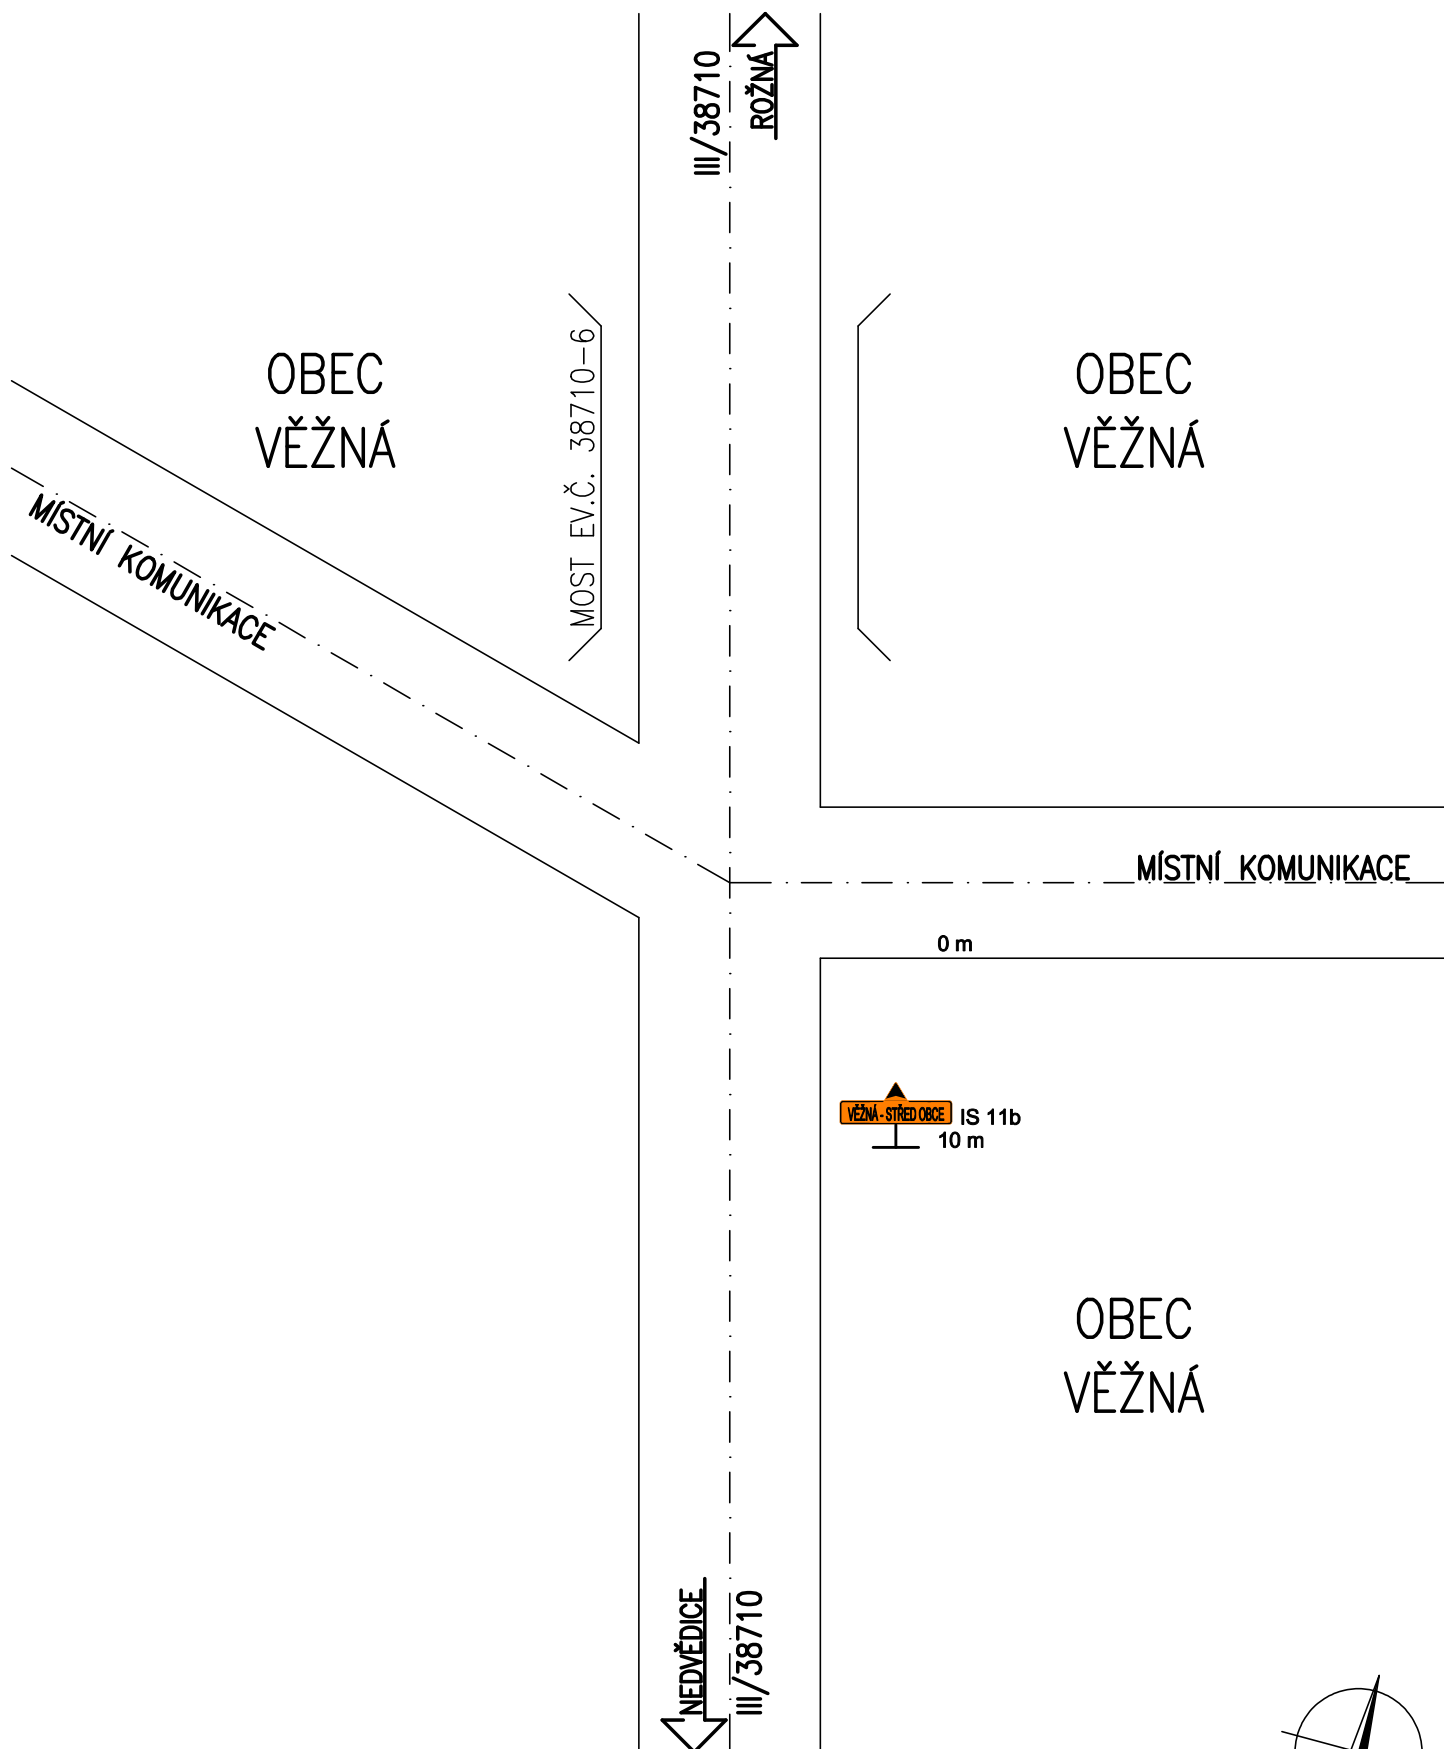 III/38710
ROŽNÁ
OBEC
VĚŽNÁ
MOST EV.Č. 38710-6
OBEC
VĚŽNÁ
MÍSTNÍ KOMUNIKACE
MÍSTNÍ KOMUNIKACE
0 m
VĚŽNÁ - STŘED OBCE
IS 11b
10 m
OBEC
VĚŽNÁ
NEDVĚDICE
III/38710